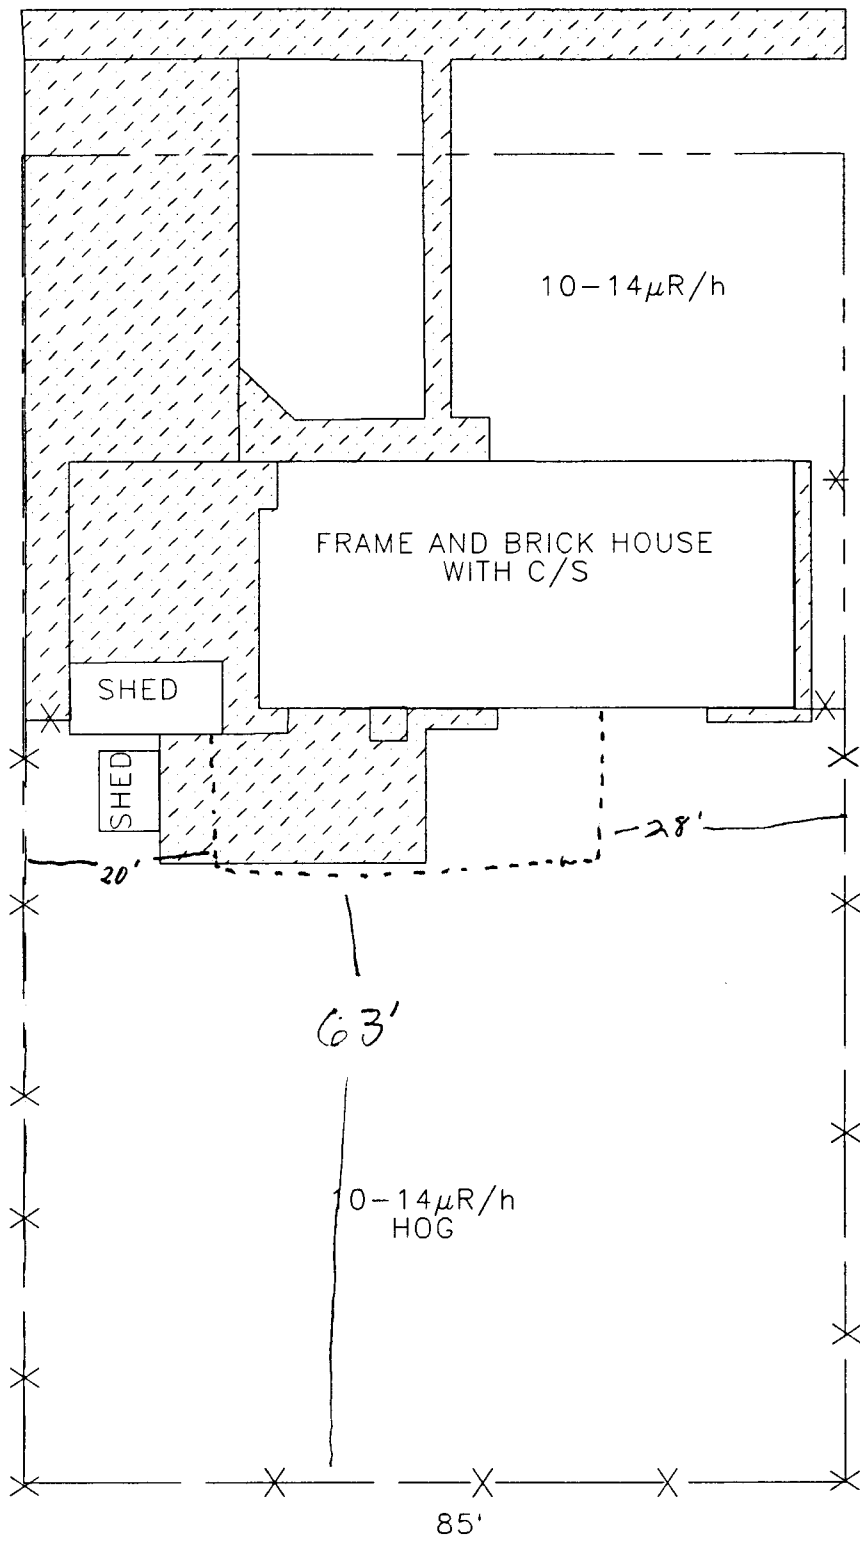 10-14μR/h
FRAME AND BRICK HOUSE
WITH C/S
SHED
SHED
28'
20'
63'
10-14μR/h
HOG
85'